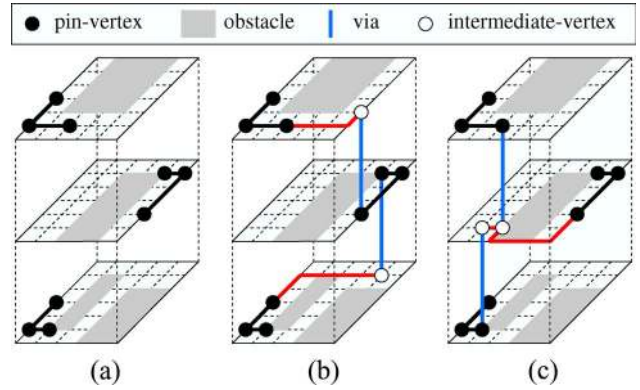 pin-vertex obstacle via intermediate-vertex
(a) (b) (c)